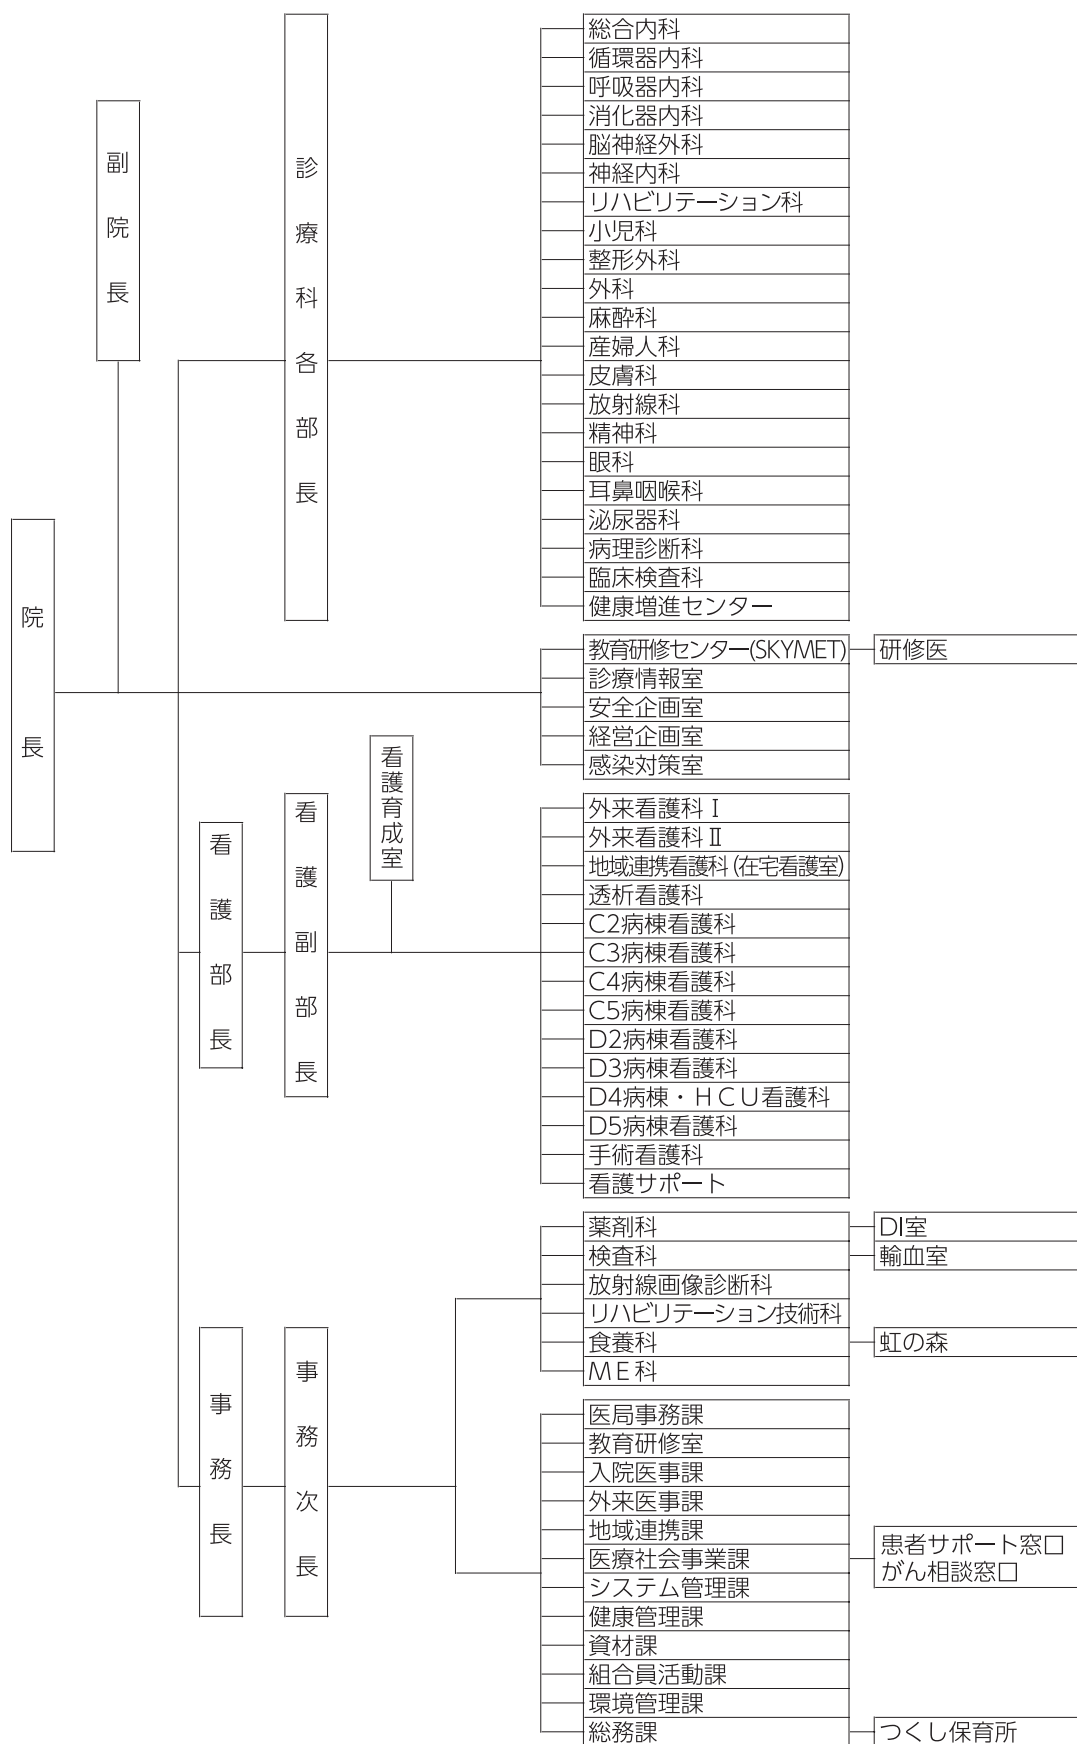 院長
副院長
診療科各部長
総合内科
循環器内科
呼吸器内科
消化器内科
脳神経外科
神経内科
リハビリテーション科
小児科
整形外科
外科
麻酔科
産婦人科
皮膚科
放射線科
精神科
眼科
耳鼻咽喉科
泌尿器科
病理診断科
臨床検査科
健康増進センター
教育研修センター(SKYMET)
研修医
診療情報室
安全企画室
経営企画室
感染対策室
看護部長
看護副部長
看護育成室
外来看護科Ⅰ
外来看護科Ⅱ
地域連携看護科(在宅看護室)
透析看護科
C2病棟看護科
C3病棟看護科
C4病棟看護科
C5病棟看護科
D2病棟看護科
D3病棟看護科
D4病棟・ＨＣＵ看護科
D5病棟看護科
手術看護科
看護サポート
事務長
事務次長
薬剤科
DI室
検査科
輸血室
放射線画像診断科
リハビリテーション技術科
食養科
虹の森
ＭＥ科
医局事務課
教育研修室
入院医事課
外来医事課
地域連携課
医療社会事業課
患者サポート窓口
がん相談窓口
システム管理課
健康管理課
資材課
組合員活動課
環境管理課
総務課
つくし保育所